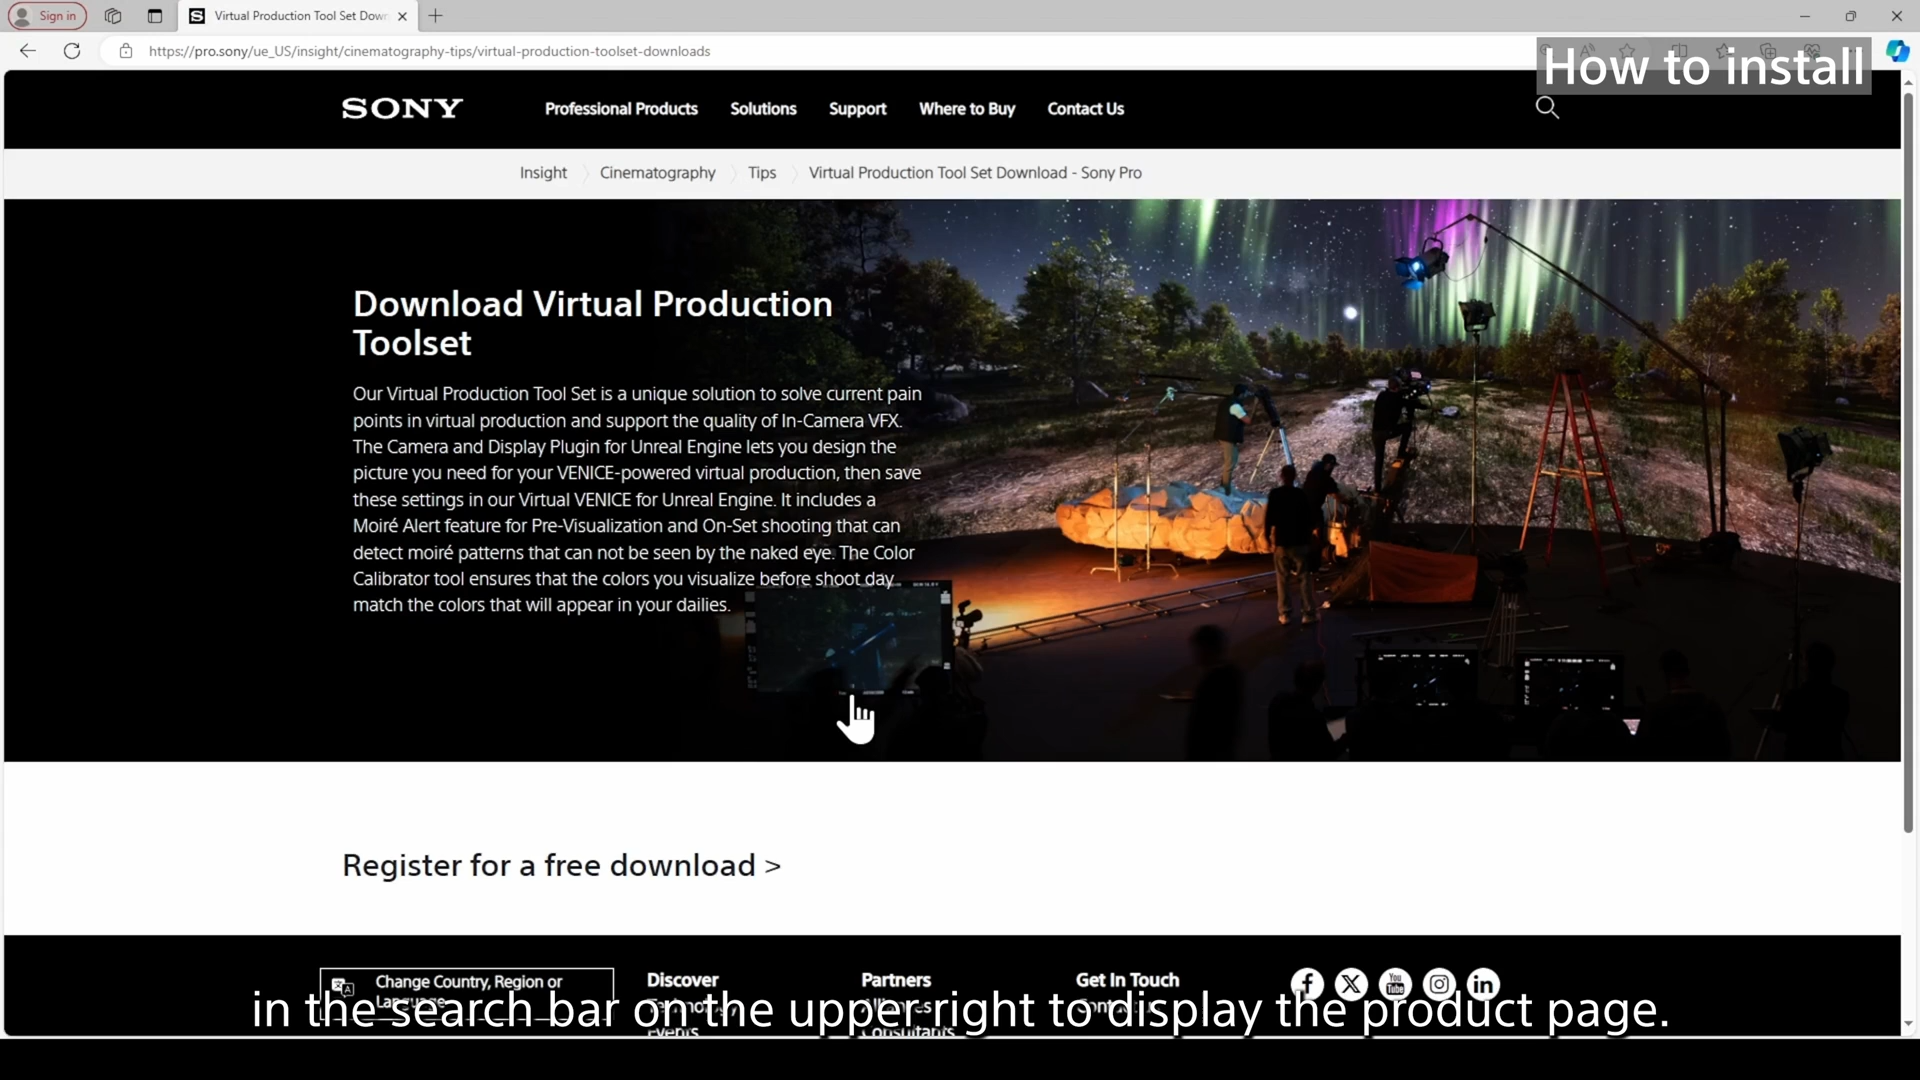 Sign in
Virtual Production Tool Set Dow
https://pro.sony/ue_US/insight/cinematography-tips/virtual-production-toolset-downloads
How to install
SONY
Professional Products
Solutions
Support
Where to Buy
Contact Us
Insight
Cinematography
Tips
Virtual Production Tool Set Download - Sony Pro
Download Virtual Production
Toolset
Our Virtual Production Tool Set is a unique solution to solve current pain
points in virtual production and support the quality of In-Camera VFX.
The Camera and Display Plugin for Unreal Engine lets you design the
picture you need for your VENICE-powered virtual production, then save
these settings in our Virtual VENICE for Unreal Engine. It includes a
Moiré Alert feature for Pre-Visualization and On-Set shooting that can
detect moiré patterns that can not be seen by the naked eye. The Color
Calibrator tool ensures that the colors you visualize before shoot day
match the colors that will appear in your dailies.
Register for a free download >
Change Country, Region or
Language
Discover
Technology
Events
Partners
Alliances
Consultants
Get In Touch
You
Tube
in the search bar on the upper right to display the product page.